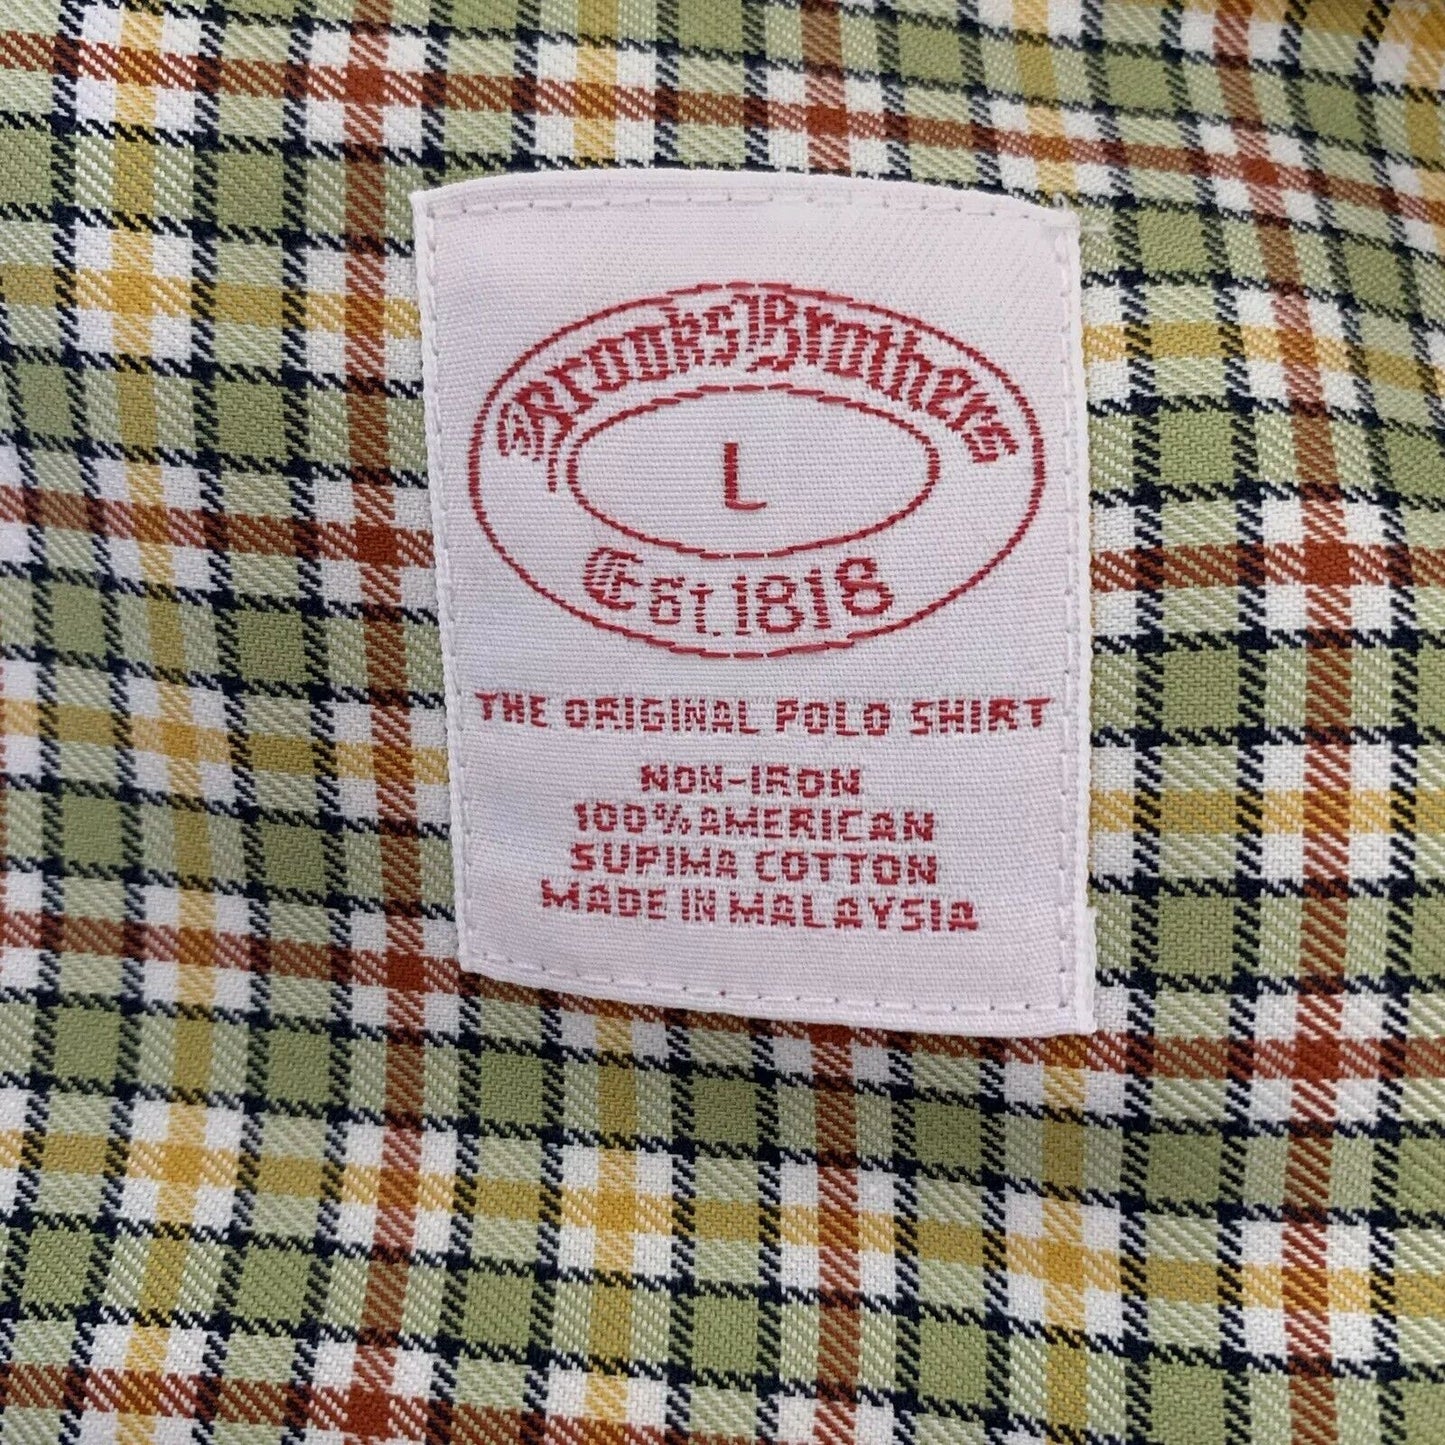 Brooks Brothers
L
Est. 1818
THE ORIGINAL POLO SHIRT
NON-IRON
100% AMERICAN
SUPIMA COTTON
MADE IN MALAYSIA